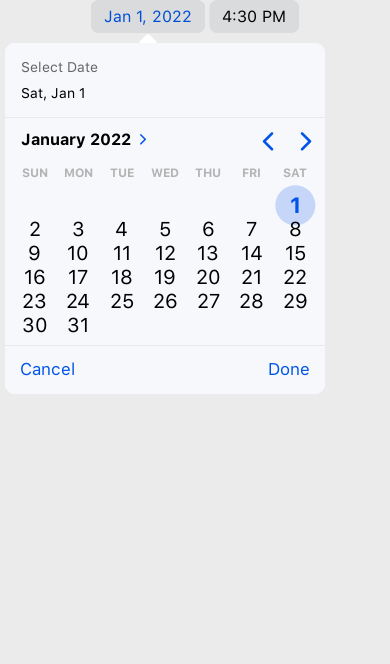 Jan 1, 2022 4:30 PM
Select Date
Sat, Jan 1
January 2022
SUN MON TUE WED THU FRI SAT
1
2 3 4 5 6 7 8
9 10 11 12 13 14 15
16 17 18 19 20 21 22
23 24 25 26 27 28 29
30 31
Cancel Done